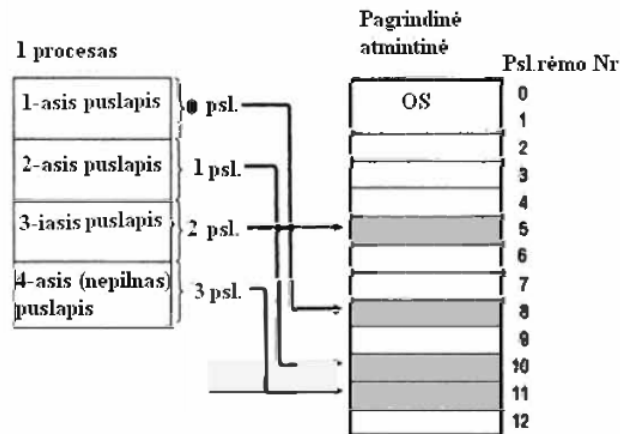 1 procesas
1-asis puslapis
0 psl.
2-asis puslapis
1 psl.
3-iasis puslapis
2 psl.
4-asis (nepilnas)
puslapis
3 psl.
Pagrindinė
atmintinė
Psl.rėmo Nr
OS
0
1
2
3
4
5
6
7
8
9
10
11
12